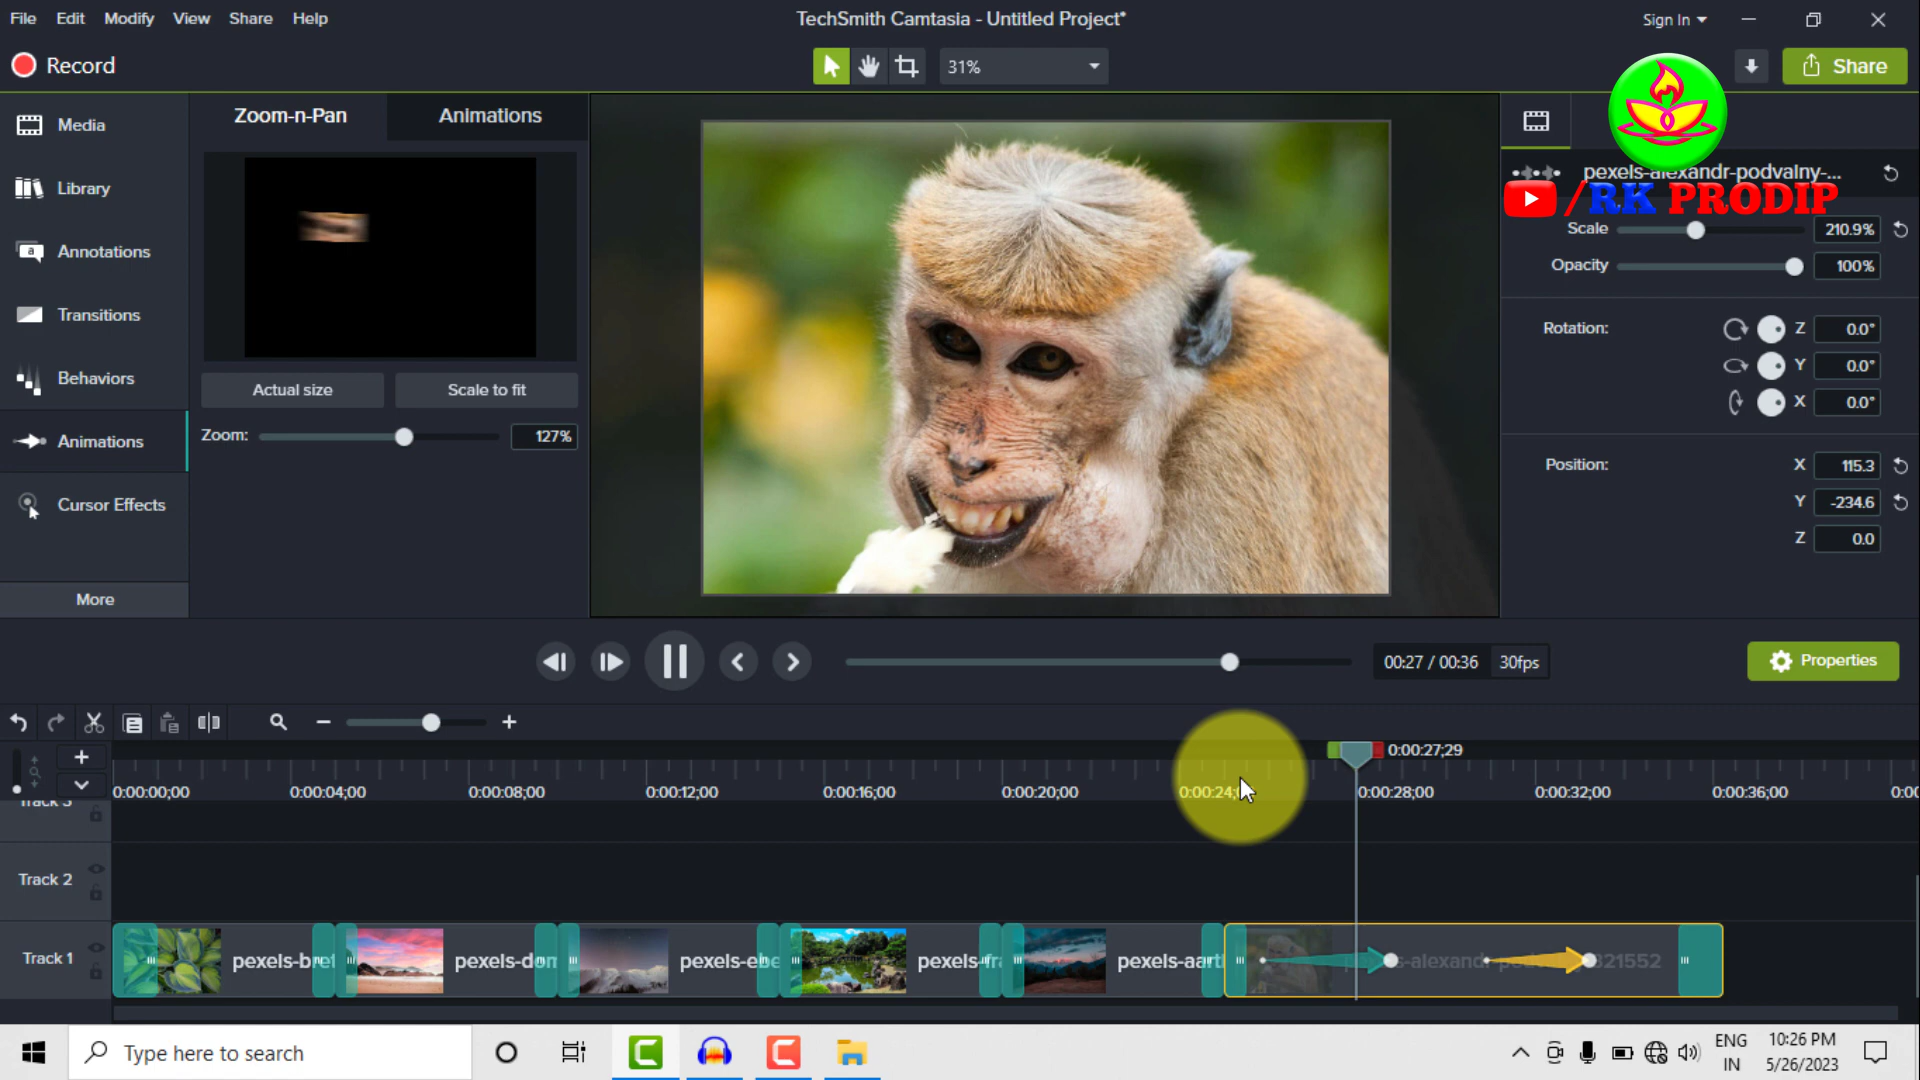 File Edit Modify View Share Help
TechSmith Camtasia - Untitled Project*
Sign In
Record
31%
Share
Media
Library
Annotations
Transitions
Behaviors
Animations
Cursor Effects
More
Zoom-n-Pan
Animations
Actual size
Scale to fit
Zoom:
127%
pexels-alexandr-podvalny-...
/RK PRODIP
Scale
210.9%
Opacity
100%
Rotation:
Z
0.0°
Y
0.0°
X
0.0°
Position:
X
115.3
Y
-234.6
Z
0.0
00:27 / 00:36
30fps
Properties
0:00:27;29
0:00:00;00
0:00:04;00
0:00:08;00
0:00:12;00
0:00:16;00
0:00:20;00
0:00:28;00
0:00:32;00
0:00:36;00
Track 3
Track 2
Track 1
pexels-bret
pexels-dom
pexels-ebe
pexels-fra
pexels-aart
Type here to search
ENG
IN
10:26 PM
5/26/2023